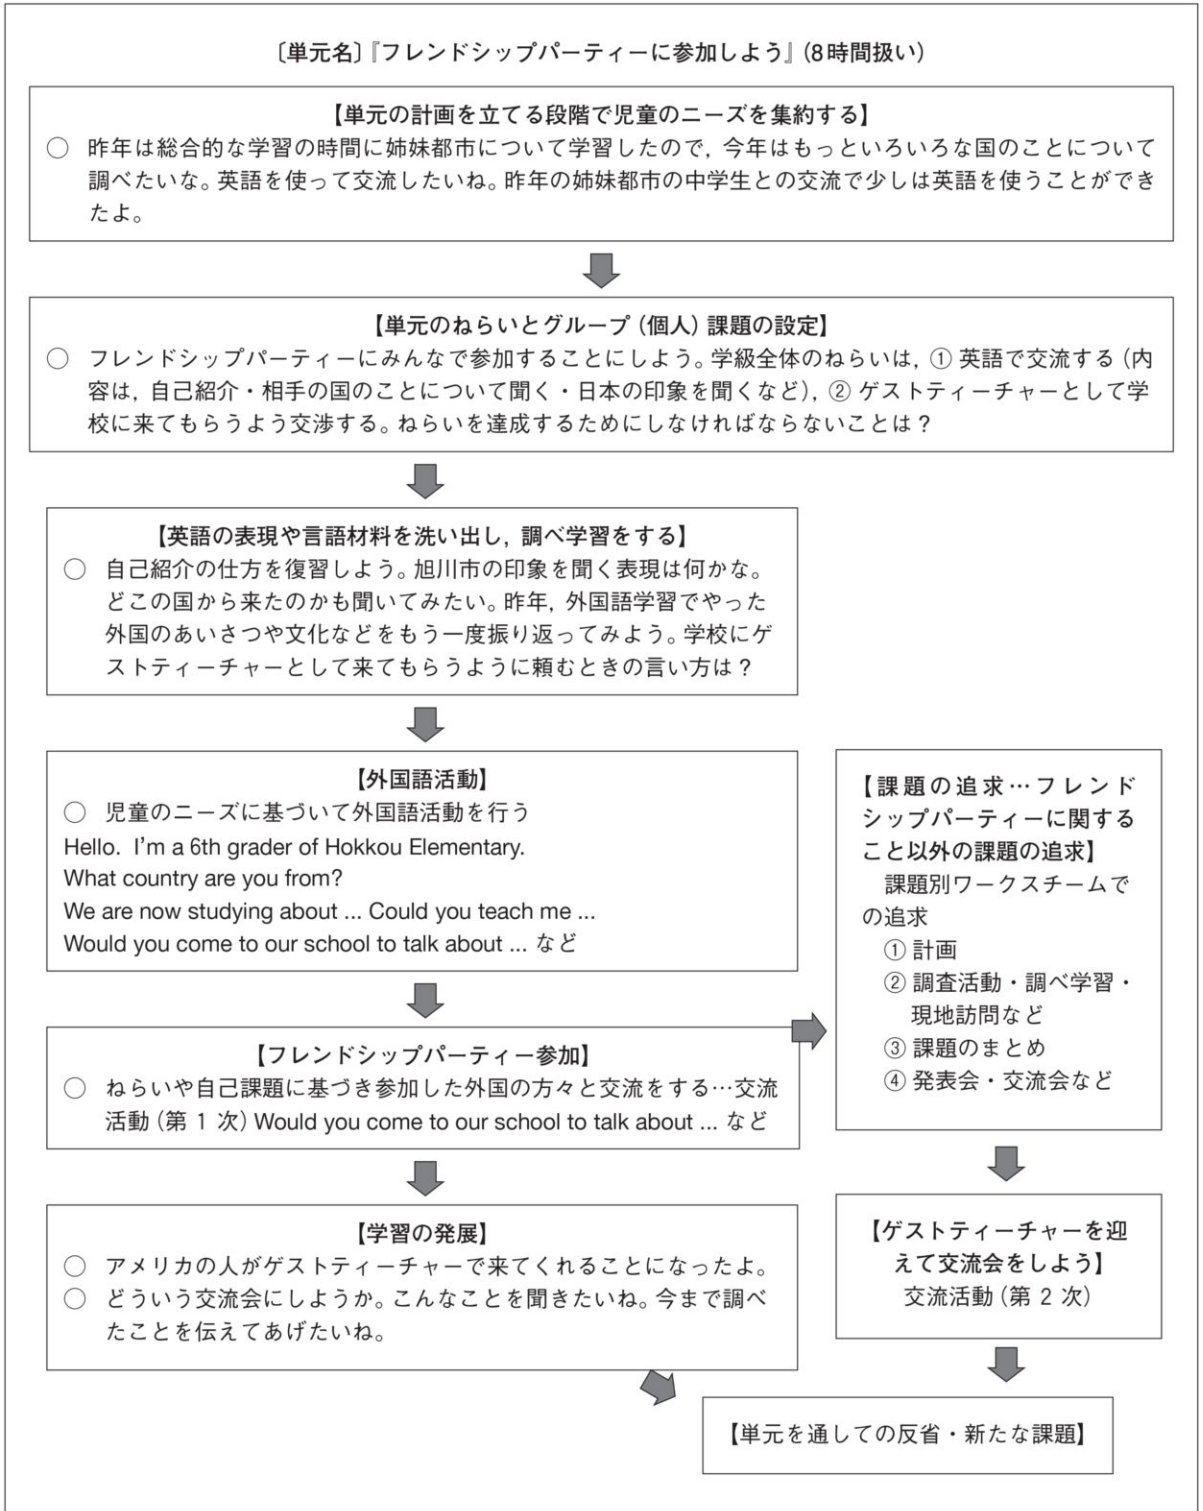 〔単元名〕『フレンドシップパーティーに参加しよう』(8時間扱い)
【単元の計画を立てる段階で児童のニーズを集約する】
○ 昨年は総合的な学習の時間に姉妹都市について学習したので, 今年はもっといろいろな国のことについて
調べたいな。英語を使って交流したいね。昨年の姉妹都市の中学生との交流で少しは英語を使うことができ
たよ。
【単元のねらいとグループ (個人) 課題の設定】
○ フレンドシップパーティーにみんなで参加することにしよう。学級全体のねらいは, ① 英語で交流する (内
容は, 自己紹介・相手の国のことについて聞く・日本の印象を聞くなど), ② ゲストティーチャーとして学
校に来てもらうよう交渉する。ねらいを達成するためにしなければならないことは？
【英語の表現や言語材料を洗い出し, 調べ学習をする】
○ 自己紹介の仕方を復習しよう。旭川市の印象を聞く表現は何かな。
どこの国から来たのかも聞いてみたい。昨年, 外国語学習でやった
外国のあいさつや文化などをもう一度振り返ってみよう。学校にゲ
ストティーチャーとして来てもらうように頼むときの言い方は？
【外国語活動】
○ 児童のニーズに基づいて外国語活動を行う
Hello. I'm a 6th grader of Hokkou Elementary.
What country are you from?
We are now studying about ... Could you teach me ...
Would you come to our school to talk about ... など
【フレンドシップパーティー参加】
○ ねらいや自己課題に基づき参加した外国の方々と交流をする…交流
活動 (第 1 次) Would you come to our school to talk about ... など
【学習の発展】
○ アメリカの人がゲストティーチャーで来てくれることになったよ。
○ どういう交流会にしようか。こんなことを聞きたいね。今まで調べ
たことを伝えてあげたいね。
【課題の追求…フレンド
シップパーティーに関する
こと以外の課題の追求】
課題別ワークスチームで
の追求
① 計画
② 調査活動・調べ学習・
現地訪問など
③ 課題のまとめ
④ 発表会・交流会など
【ゲストティーチャーを迎
えて交流会をしよう】
交流活動 (第 2 次)
【単元を通しての反省・新たな課題】